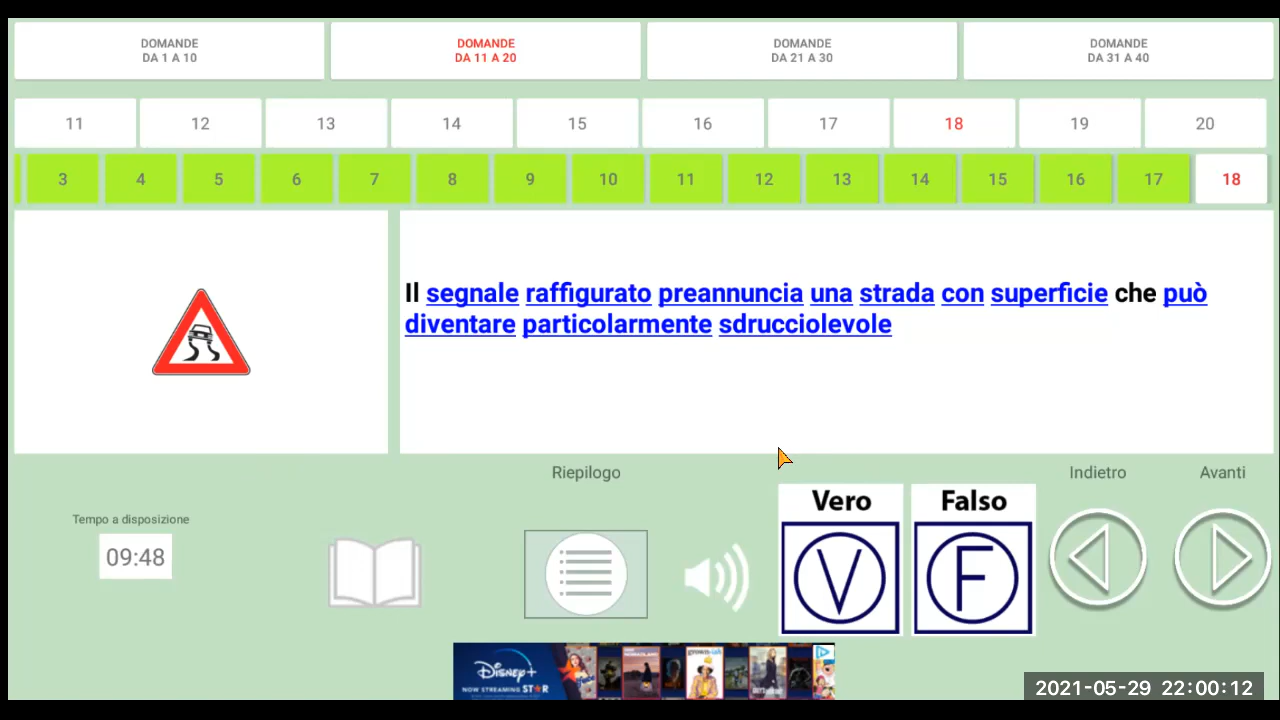 DOMANDE
DA 1 A 10
DOMANDE
DA 11 A 20
DOMANDE
DA 21 A 30
DOMANDE
DA 31 A 40
11 12 13 14 15 16 17 18 19 20
3 4 5 6 7 8 9 10 11 12 13 14 15 16 17 18
Il segnale raffigurato preannuncia una strada con superficie che può
diventare particolarmente sdrucciolevole
Riepilogo
Indietro
Avanti
Tempo a disposizione
09:48
Vero
V
Falso
F
Disney+
NOW STREAMING STAR
2021-05-29 22:00:12